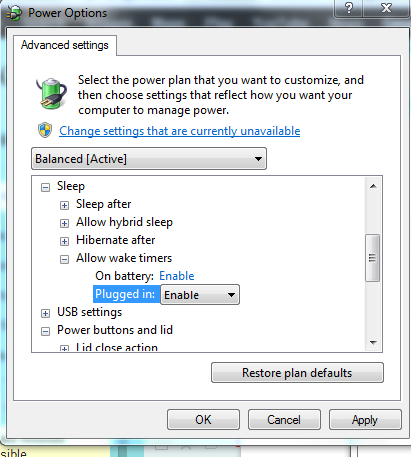 Power Options
Advanced settings
Select the power plan that you want to customize, and
then choose settings that reflect how you want your
computer to manage power.
Change settings that are currently unavailable
Balanced [Active]
Sleep
Sleep after
Allow hybrid sleep
Hibernate after
Allow wake timers
On battery: Enable
Plugged in: Enable
USB settings
Power buttons and lid
Lid close action
Restore plan defaults
OK Cancel Apply
sible